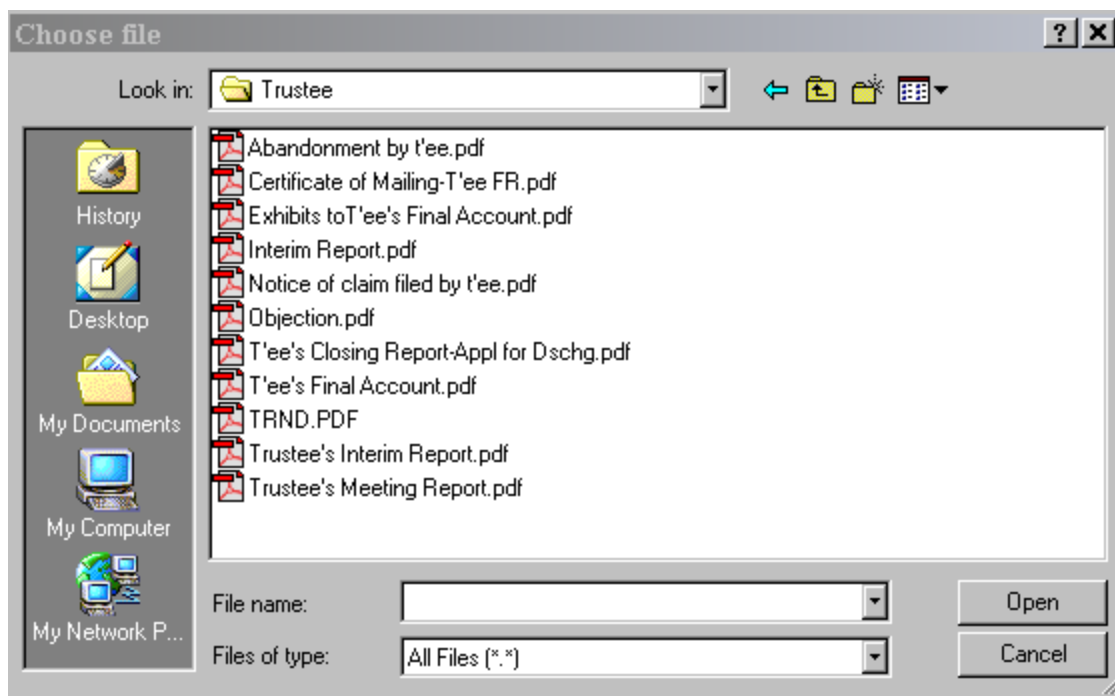 Choose file
Look in: Trustee
History
Desktop
My Documents
My Computer
My Network P...
Abandonment by t'ee.pdf
Certificate of Mailing-T'ee FR.pdf
Exhibits toT'ee's Final Account.pdf
Interim Report.pdf
Notice of claim filed by t'ee.pdf
Objection.pdf
T'ee's Closing Report-Appl for Dschg.pdf
T'ee's Final Account.pdf
TRND.PDF
Trustee's Interim Report.pdf
Trustee's Meeting Report.pdf
File name: Open
Files of type: All Files (*.*) Cancel